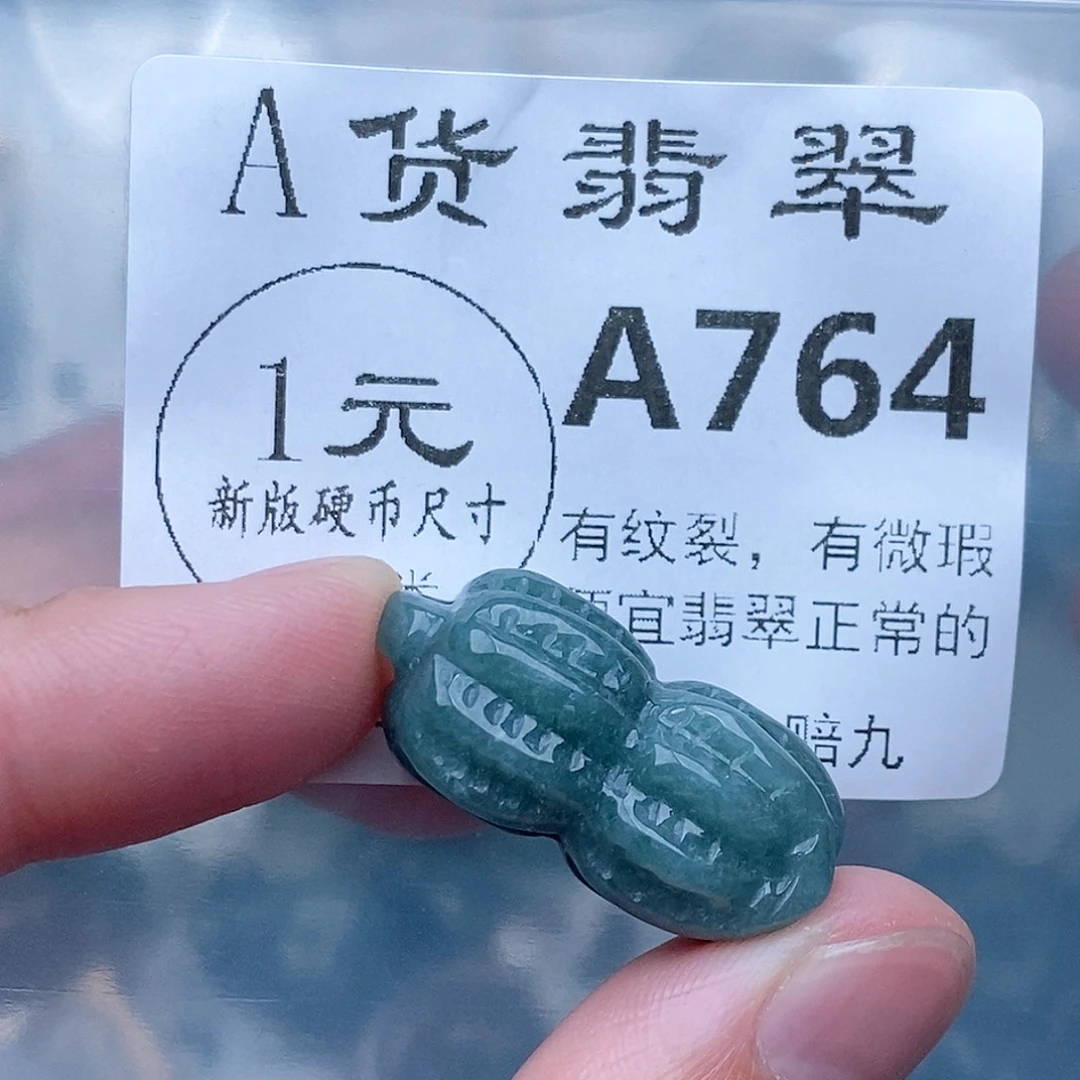 A货翡翠
A764
1元
新版硬币尺寸
有纹裂，有微瑕
宜翡翠正常的
赔九